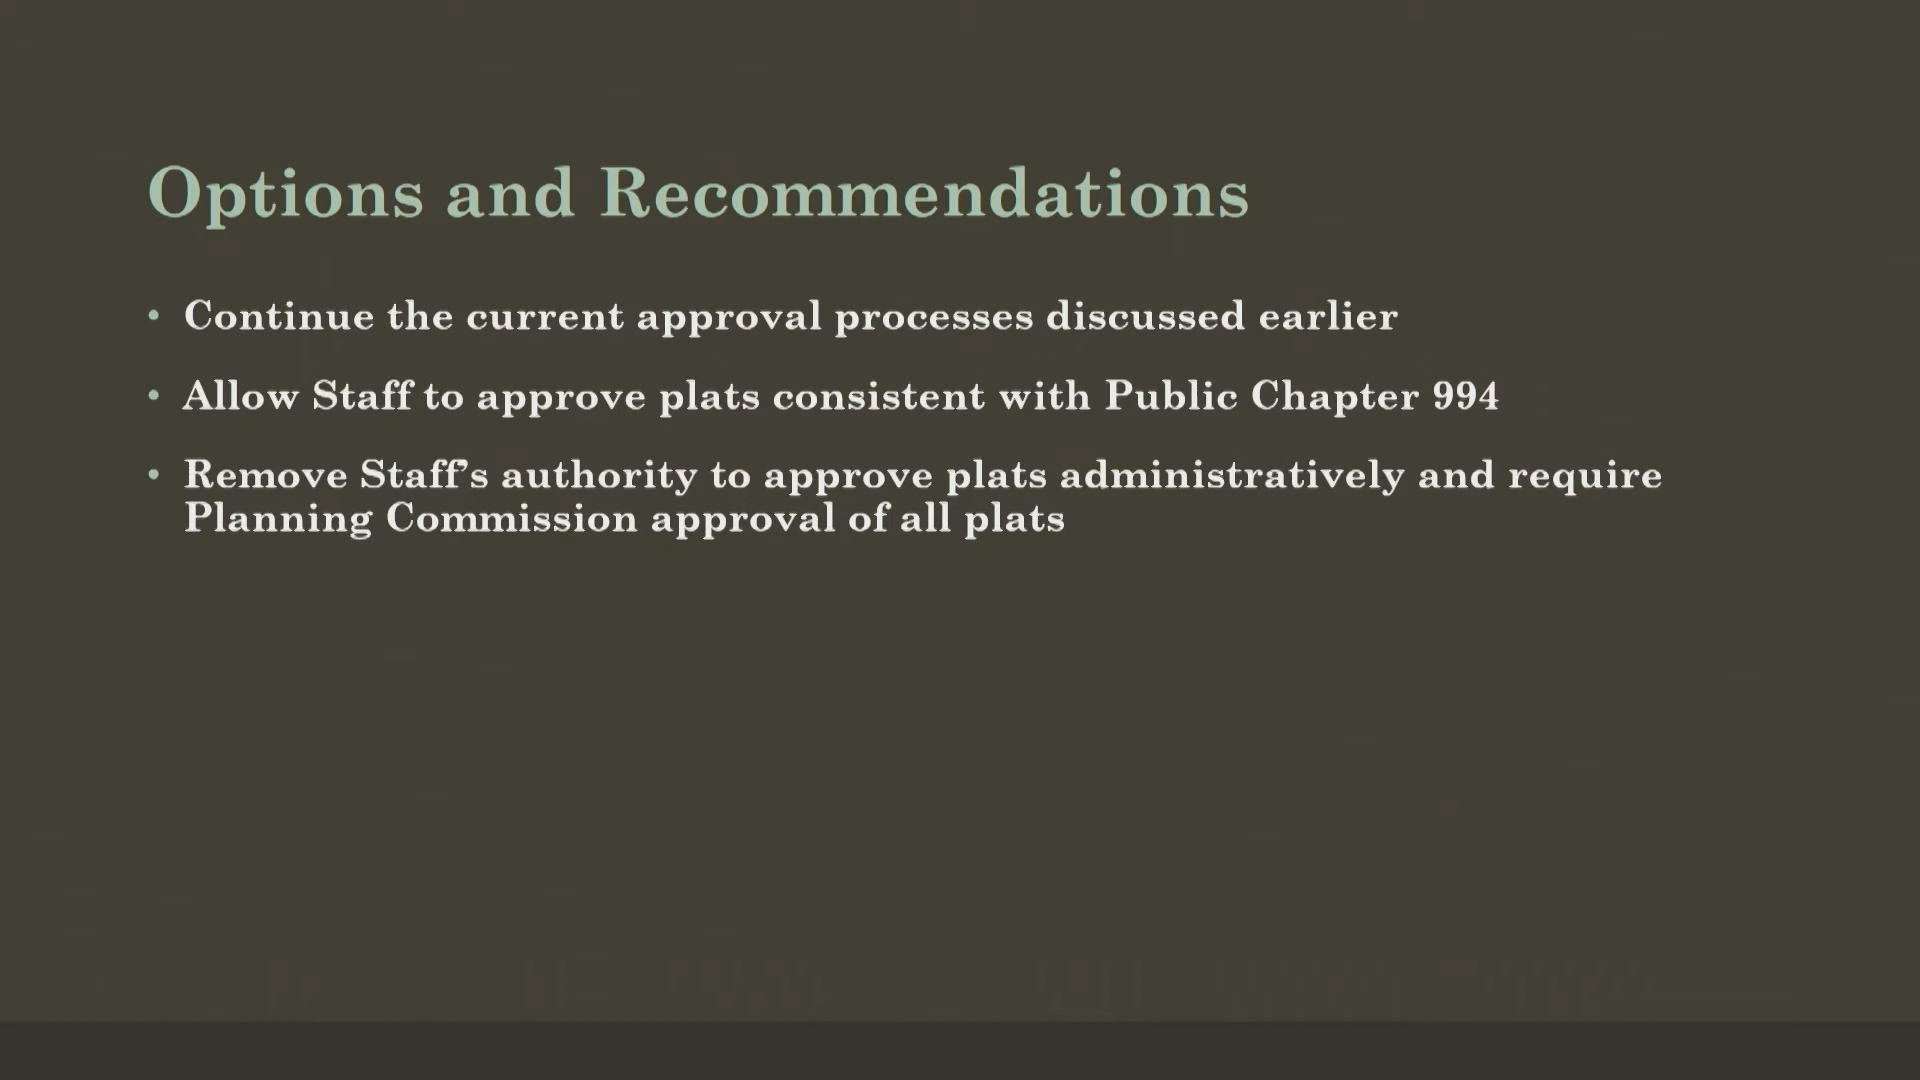 Options and Recommendations
• Continue the current approval processes discussed earlier
• Allow Staff to approve plats consistent with Public Chapter 994
• Remove Staff’s authority to approve plats administratively and require
Planning Commission approval of all plats